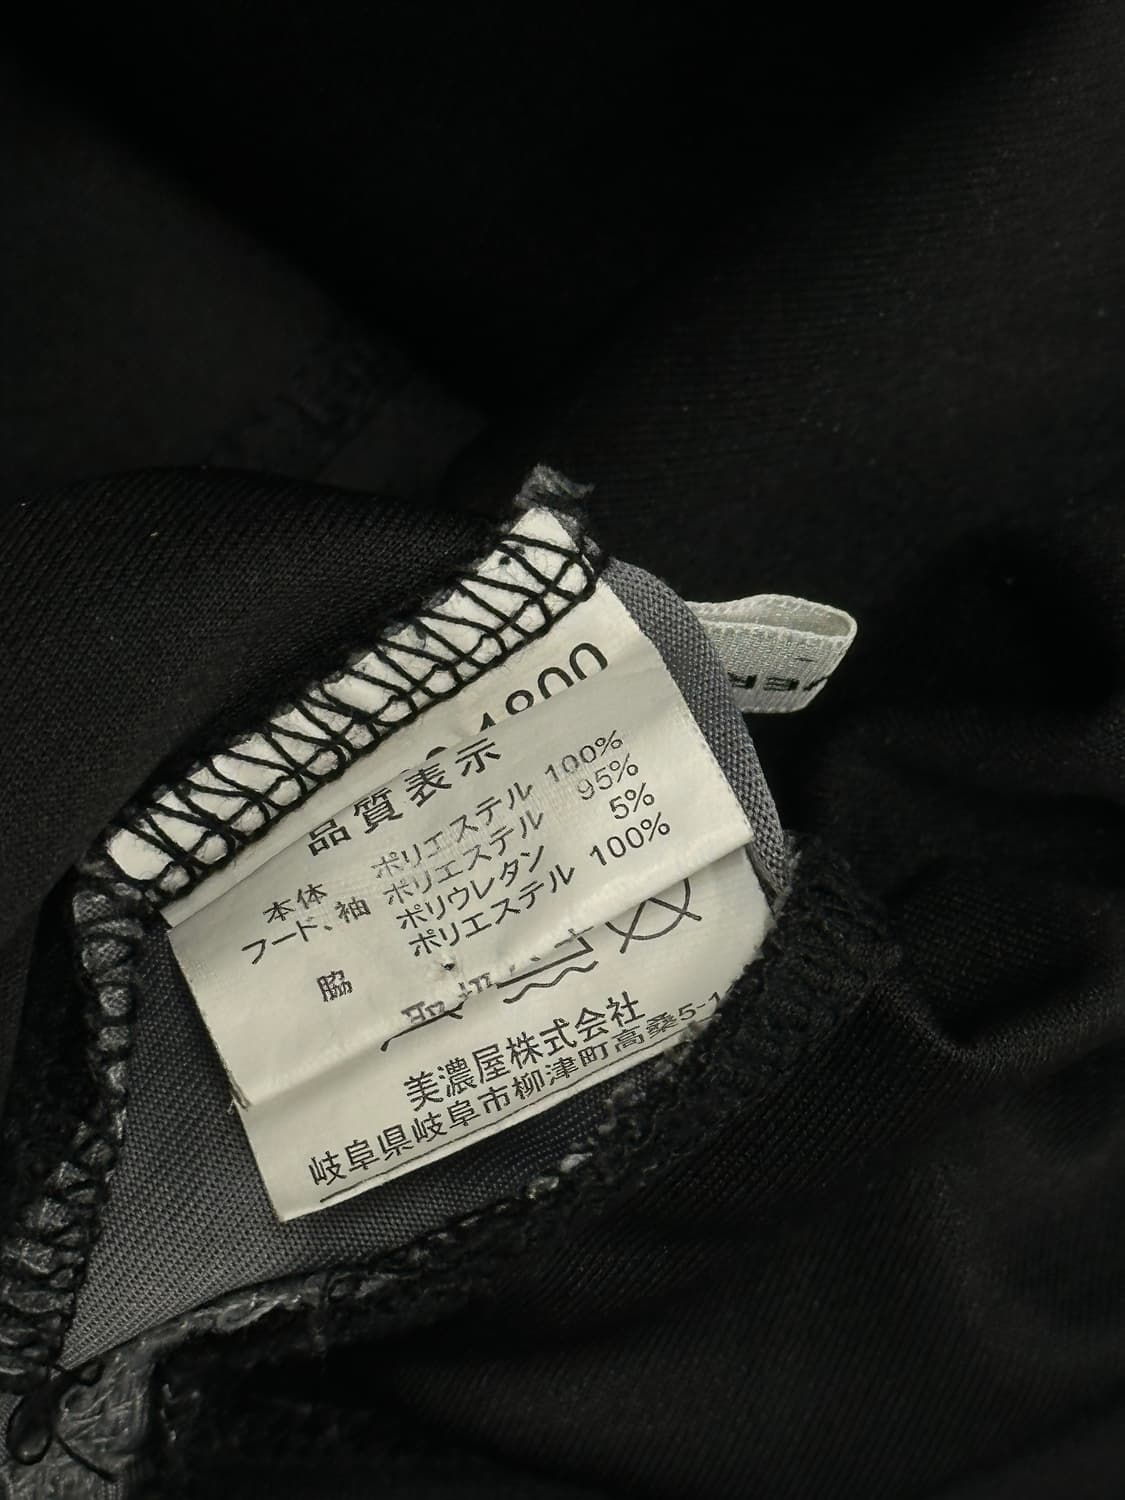 4800
品質表示
本体 ポリエステル 100%
フード、袖 ポリエステル 95%
ポリウレタン 5%
脇 ポリエステル 100%
美濃屋株式会社
岐阜県岐阜市柳津町高桑5-1